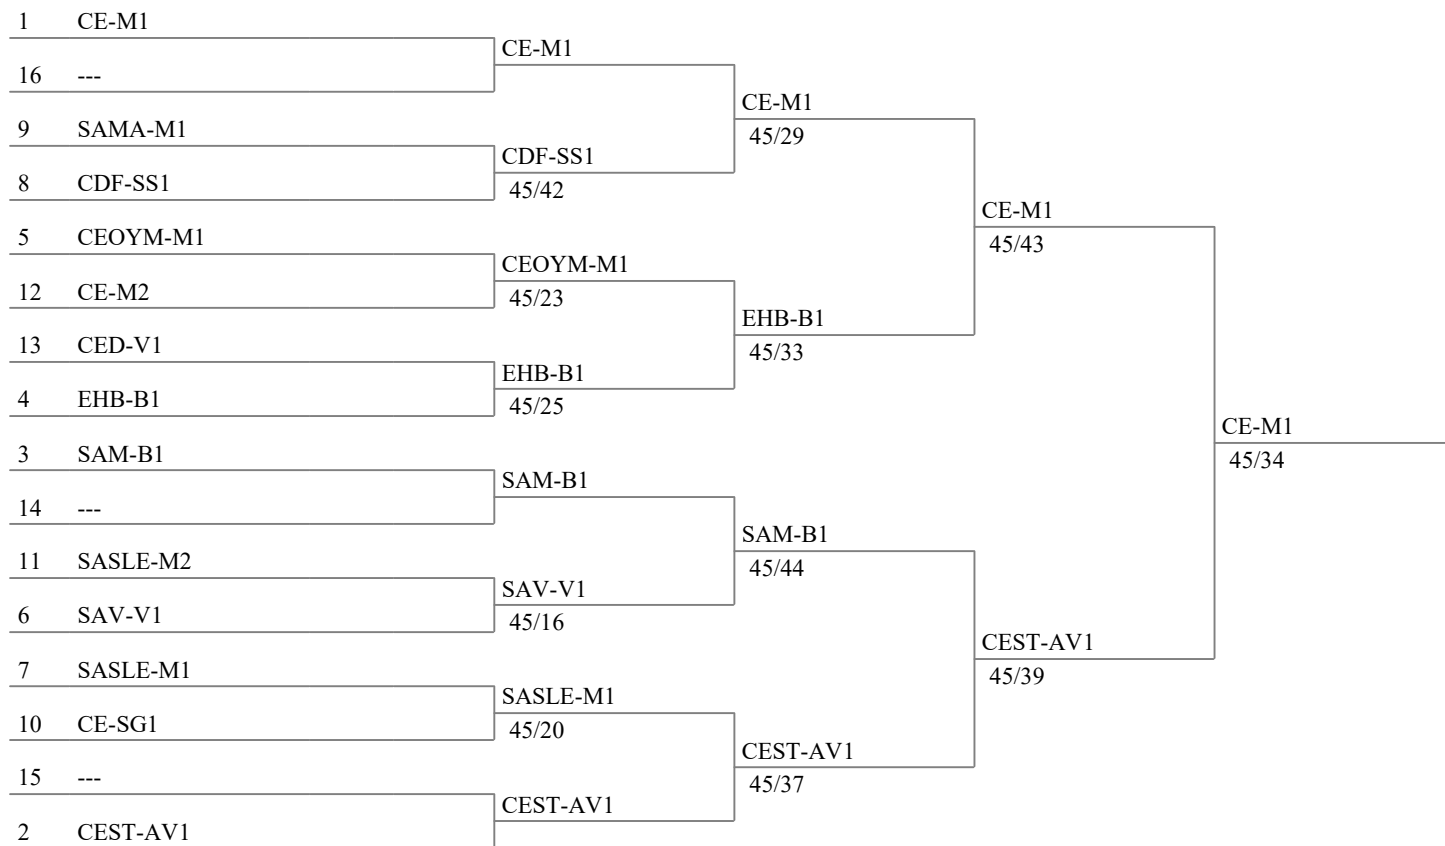 1 CE-M1
16 ---
9 SAMA-M1
8 CDF-SS1
5 CEOYM-M1
12 CE-M2
13 CED-V1
4 EHB-B1
3 SAM-B1
14 ---
11 SASLE-M2
6 SAV-V1
7 SASLE-M1
10 CE-SG1
15 ---
2 CEST-AV1
CE-M1
CDF-SS1
45/42
CEOYM-M1
45/23
EHB-B1
45/25
SAM-B1
SAV-V1
45/16
SASLE-M1
45/20
CEST-AV1
CE-M1
45/29
EHB-B1
45/33
SAM-B1
45/44
CEST-AV1
45/37
CE-M1
45/43
CEST-AV1
45/39
CE-M1
45/34